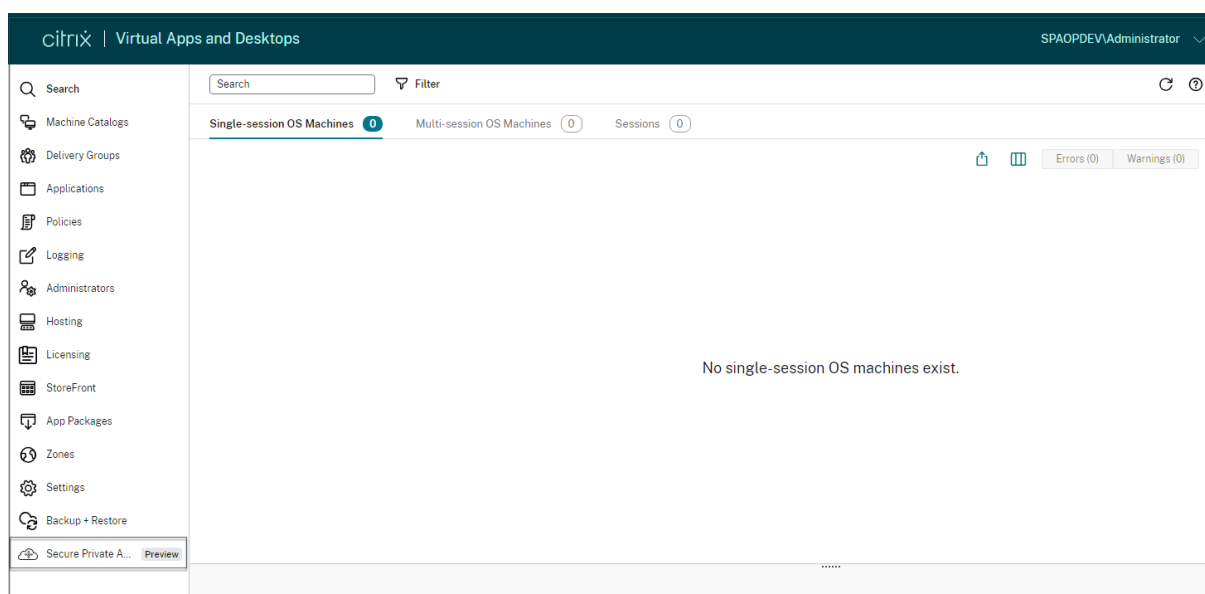 citrix | Virtual Apps and Desktops
SPAOPDEV\Administrator
Search
Machine Catalogs
Delivery Groups
Applications
Policies
Logging
Administrators
Hosting
Licensing
StoreFront
App Packages
Zones
Settings
Backup + Restore
Secure Private A... Preview
Search Filter
Single-session OS Machines 0 Multi-session OS Machines 0 Sessions 0
Errors (0) Warnings (0)
No single-session OS machines exist.